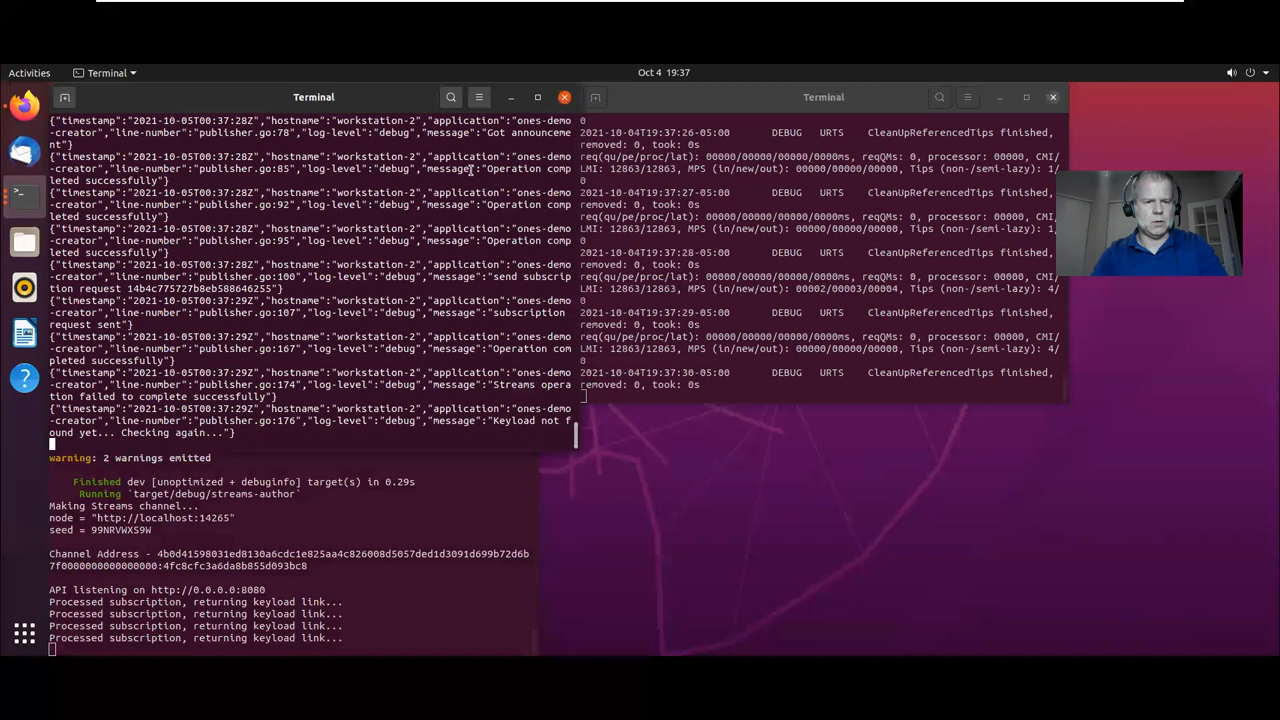 Activities
Terminal
Oct 4 19:37
Terminal
{"timestamp":"2021-10-05T00:37:28Z","hostname":"workstation-2","application":"ones-demo
-creator","line-number":"publisher.go:78","log-level":"debug","message":"Got announceme
nt"}
{"timestamp":"2021-10-05T00:37:28Z","hostname":"workstation-2","application":"ones-demo
-creator","line-number":"publisher.go:85","log-level":"debug","message":"Operation comp
leted successfully"}
{"timestamp":"2021-10-05T00:37:28Z","hostname":"workstation-2","application":"ones-demo
-creator","line-number":"publisher.go:92","log-level":"debug","message":"Operation comp
leted successfully"}
{"timestamp":"2021-10-05T00:37:28Z","hostname":"workstation-2","application":"ones-demo
-creator","line-number":"publisher.go:95","log-level":"debug","message":"Operation comp
leted successfully"}
{"timestamp":"2021-10-05T00:37:28Z","hostname":"workstation-2","application":"ones-demo
-creator","line-number":"publisher.go:100","log-level":"debug","message":"send subscrip
tion request 14b4c775727b8eb588646255"}
{"timestamp":"2021-10-05T00:37:29Z","hostname":"workstation-2","application":"ones-demo
-creator","line-number":"publisher.go:107","log-level":"debug","message":"subscription
request sent"}
{"timestamp":"2021-10-05T00:37:29Z","hostname":"workstation-2","application":"ones-demo
-creator","line-number":"publisher.go:167","log-level":"debug","message":"Operation com
pleted successfully"}
{"timestamp":"2021-10-05T00:37:29Z","hostname":"workstation-2","application":"ones-demo
-creator","line-number":"publisher.go:174","log-level":"debug","message":"Streams opera
tion failed to complete successfully"}
{"timestamp":"2021-10-05T00:37:29Z","hostname":"workstation-2","application":"ones-demo
-creator","line-number":"publisher.go:176","log-level":"debug","message":"Keyload not f
ound yet... Checking again..."}
warning: 2 warnings emitted
Finished dev [unoptimized + debuginfo] target(s) in 0.29s
Running `target/debug/streams-author`
Making Streams channel...
node = "http://localhost:14265"
seed = 99NRVWXS9W
Channel Address - 4b0d41598031ed8130a6cdc1e825aa4c826008d5057ded1d3091d699b72d6b
7f0000000000000000:4fc8cfc3a6da8b855d093bc8
API listening on http://0.0.0.0:8080
Processed subscription, returning keyload link...
Processed subscription, returning keyload link...
Processed subscription, returning keyload link...
Processed subscription, returning keyload link...
Terminal
0
2021-10-04T19:37:26-05:00 DEBUG URTS CleanUpReferencedTips finished,
removed: 0, took: 0s
req(qu/pe/proc/lat): 00000/00000/00000/0000ms, reqQMs: 0, processor: 00000, CMI/
LMI: 12863/12863, MPS (in/new/out): 00000/00000/00000, Tips (non-/semi-lazy): 1/
0
2021-10-04T19:37:27-05:00 DEBUG URTS CleanUpReferencedTips finished,
removed: 0, took: 0s
req(qu/pe/proc/lat): 00000/00000/00000/0000ms, reqQMs: 0, processor: 00000, CMI/
LMI: 12863/12863, MPS (in/new/out): 00000/00000/00000, Tips (non-/semi-lazy): 1/
0
2021-10-04T19:37:28-05:00 DEBUG URTS CleanUpReferencedTips finished,
removed: 0, took: 0s
req(qu/pe/proc/lat): 00000/00000/00000/0000ms, reqQMs: 0, processor: 00000, CMI/
LMI: 12863/12863, MPS (in/new/out): 00002/00003/00004, Tips (non-/semi-lazy): 4/
0
2021-10-04T19:37:29-05:00 DEBUG URTS CleanUpReferencedTips finished,
removed: 0, took: 0s
req(qu/pe/proc/lat): 00000/00000/00000/0000ms, reqQMs: 0, processor: 00000, CMI/
LMI: 12863/12863, MPS (in/new/out): 00000/00000/00000, Tips (non-/semi-lazy): 4/
0
2021-10-04T19:37:30-05:00 DEBUG URTS CleanUpReferencedTips finished,
removed: 0, took: 0s